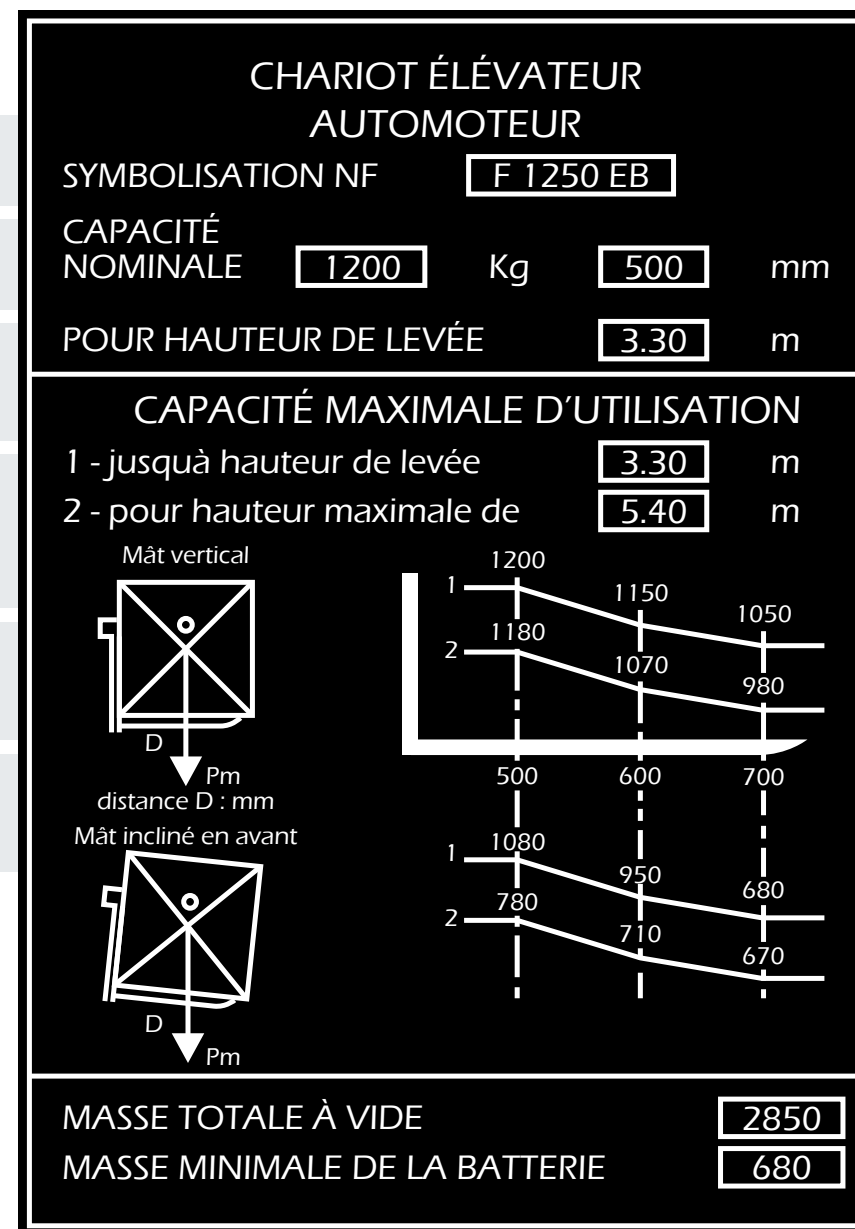 CHARIOT ÉLÉVATEUR
AUTOMOTEUR
SYMBOLISATION NF F 1250 EB
CAPACITÉ
NOMINALE 1200 Kg 500 mm
POUR HAUTEUR DE LEVÉE 3.30 m
CAPACITÉ MAXIMALE D'UTILISATION
1 - jusquà hauteur de levée 3.30 m
2 - pour hauteur maximale de 5.40 m
Mât vertical
D
Pm
distance D : mm
1200
1 1150
1050
2 1180
1070
980
500 600 700
Mât incliné en avant
D
Pm
1 1080
950
680
2 780
710
670
MASSE TOTALE À VIDE 2850
MASSE MINIMALE DE LA BATTERIE 680